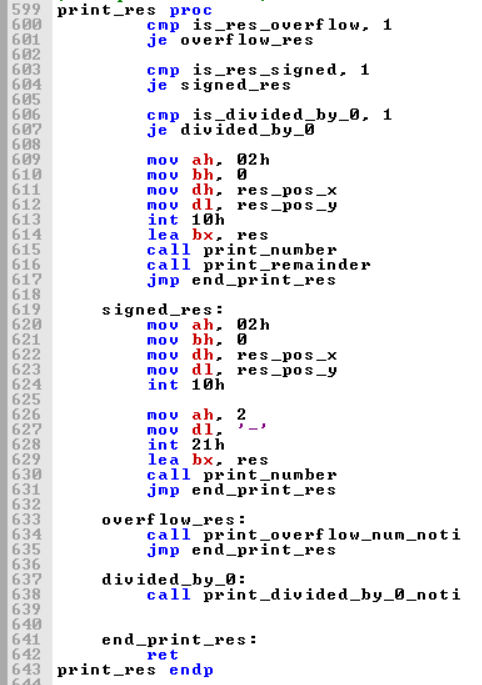 599 print_res proc
600 cmp is_res_overflow, 1
601 je overflow_res
602
603 cmp is_res_signed, 1
604 je signed_res
605
606 cmp is_divided_by_0, 1
607 je divided_by_0
608
609 mov ah, 02h
610 mov bh, 0
611 mov dh, res_pos_x
612 mov dl, res_pos_y
613 int 10h
614 lea bx, res
615 call print_number
616 call print_remainder
617 jmp end_print_res
618
619 signed_res:
620 mov ah, 02h
621 mov bh, 0
622 mov dh, res_pos_x
623 mov dl, res_pos_y
624 int 10h
625
626 mov ah, 2
627 mov dl, '-'
628 int 21h
629 lea bx, res
630 call print_number
631 jmp end_print_res
632
633 overflow_res:
634 call print_overflow_num_noti
635 jmp end_print_res
636
637 divided_by_0:
638 call print_divided_by_0_noti
639
640
641 end_print_res:
642 ret
643 print_res endp
644